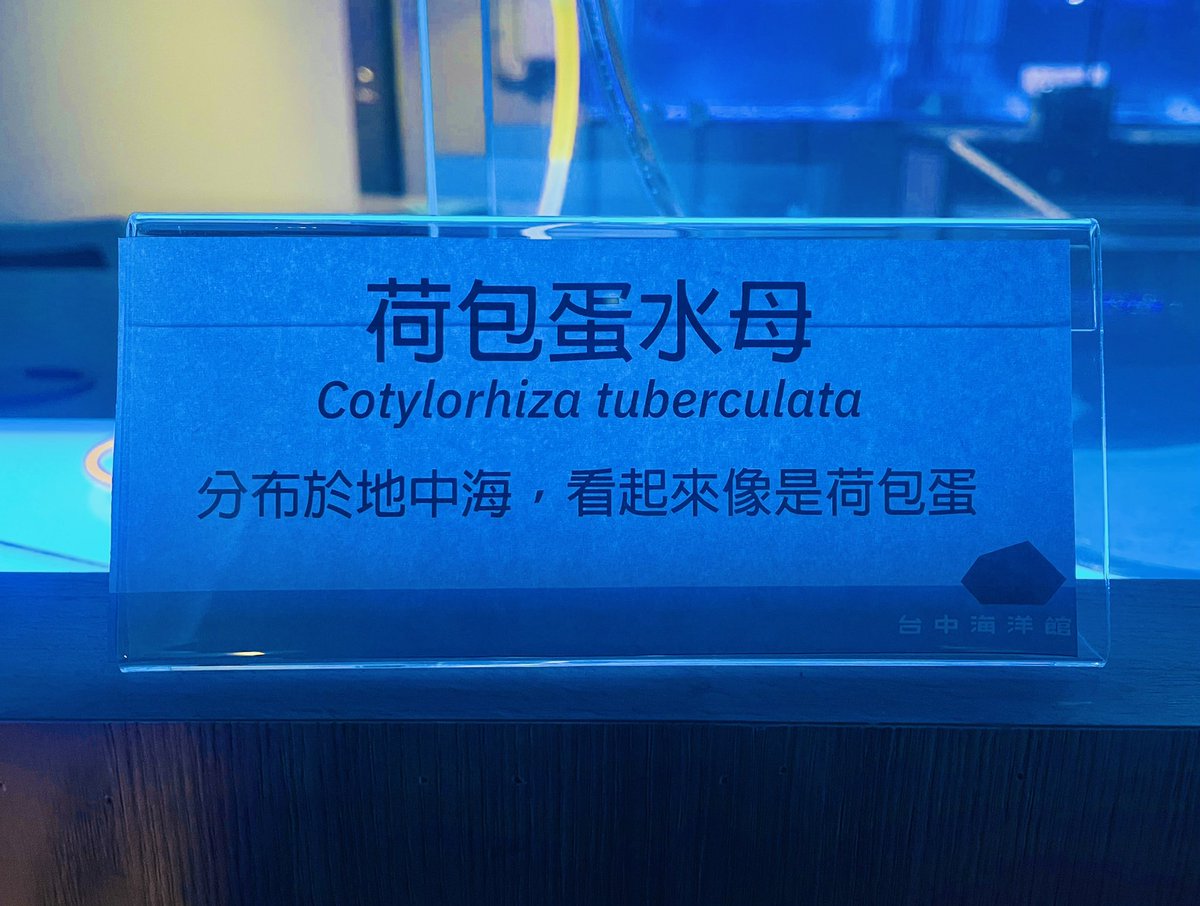 荷包蛋水母
Cotylorhiza tuberculata
分布於地中海，看起來像是荷包蛋
台中海洋館